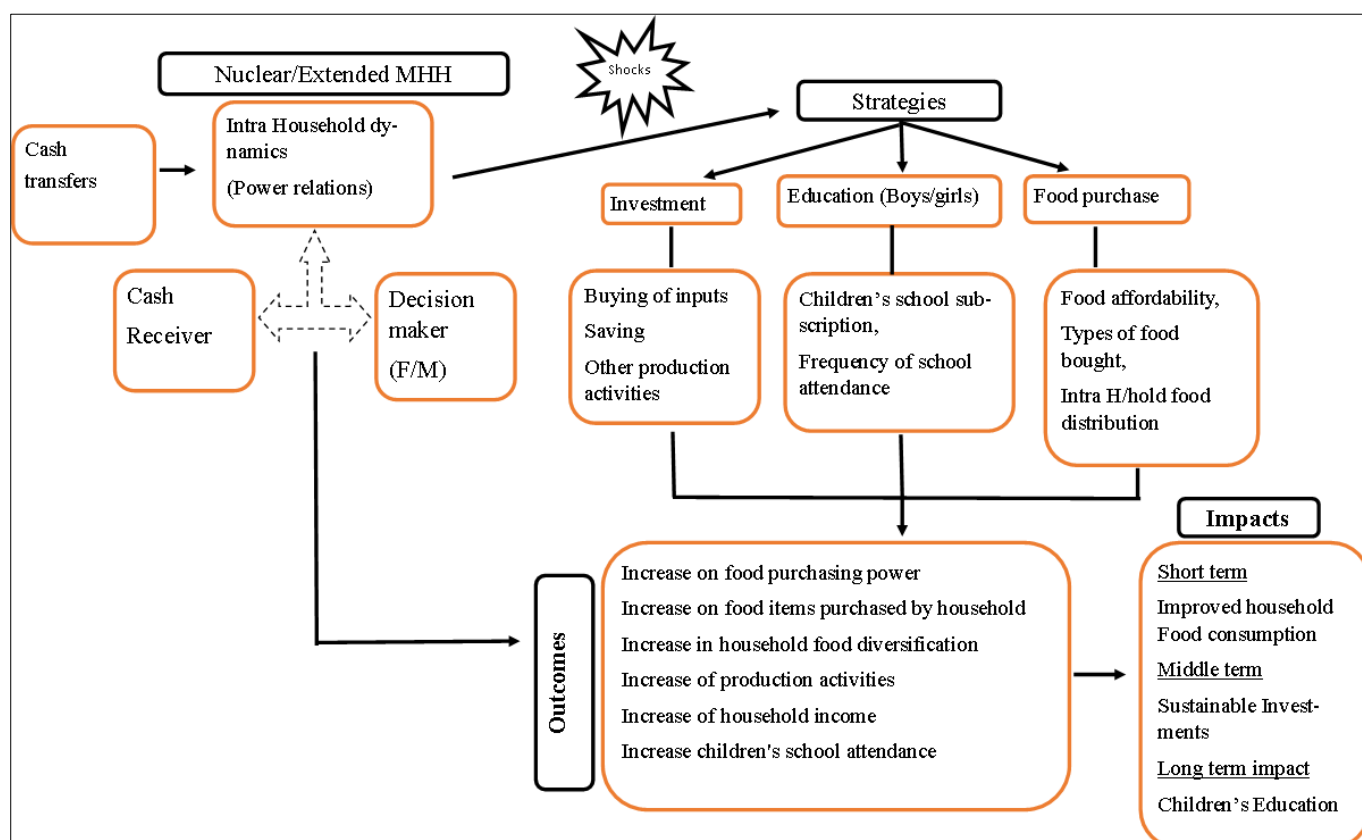 Nuclear/Extended MHH
Shocks
Strategies
Cash
transfers
Intra Household dy-
namics
(Power relations)
Investment
Education (Boys/girls)
Food purchase
Cash
Receiver
Decision
maker
(F/M)
Buying of inputs
Saving
Other production
activities
Children’s school sub-
scription,
Frequency of school
attendance
Food affordability,
Types of food
bought,
Intra H/hold food
distribution
Outcomes
Increase on food purchasing power
Increase on food items purchased by household
Increase in household food diversification
Increase of production activities
Increase of household income
Increase children's school attendance
Impacts
Short term
Improved household
Food consumption
Middle term
Sustainable Invest-
ments
Long term impact
Children’s Education